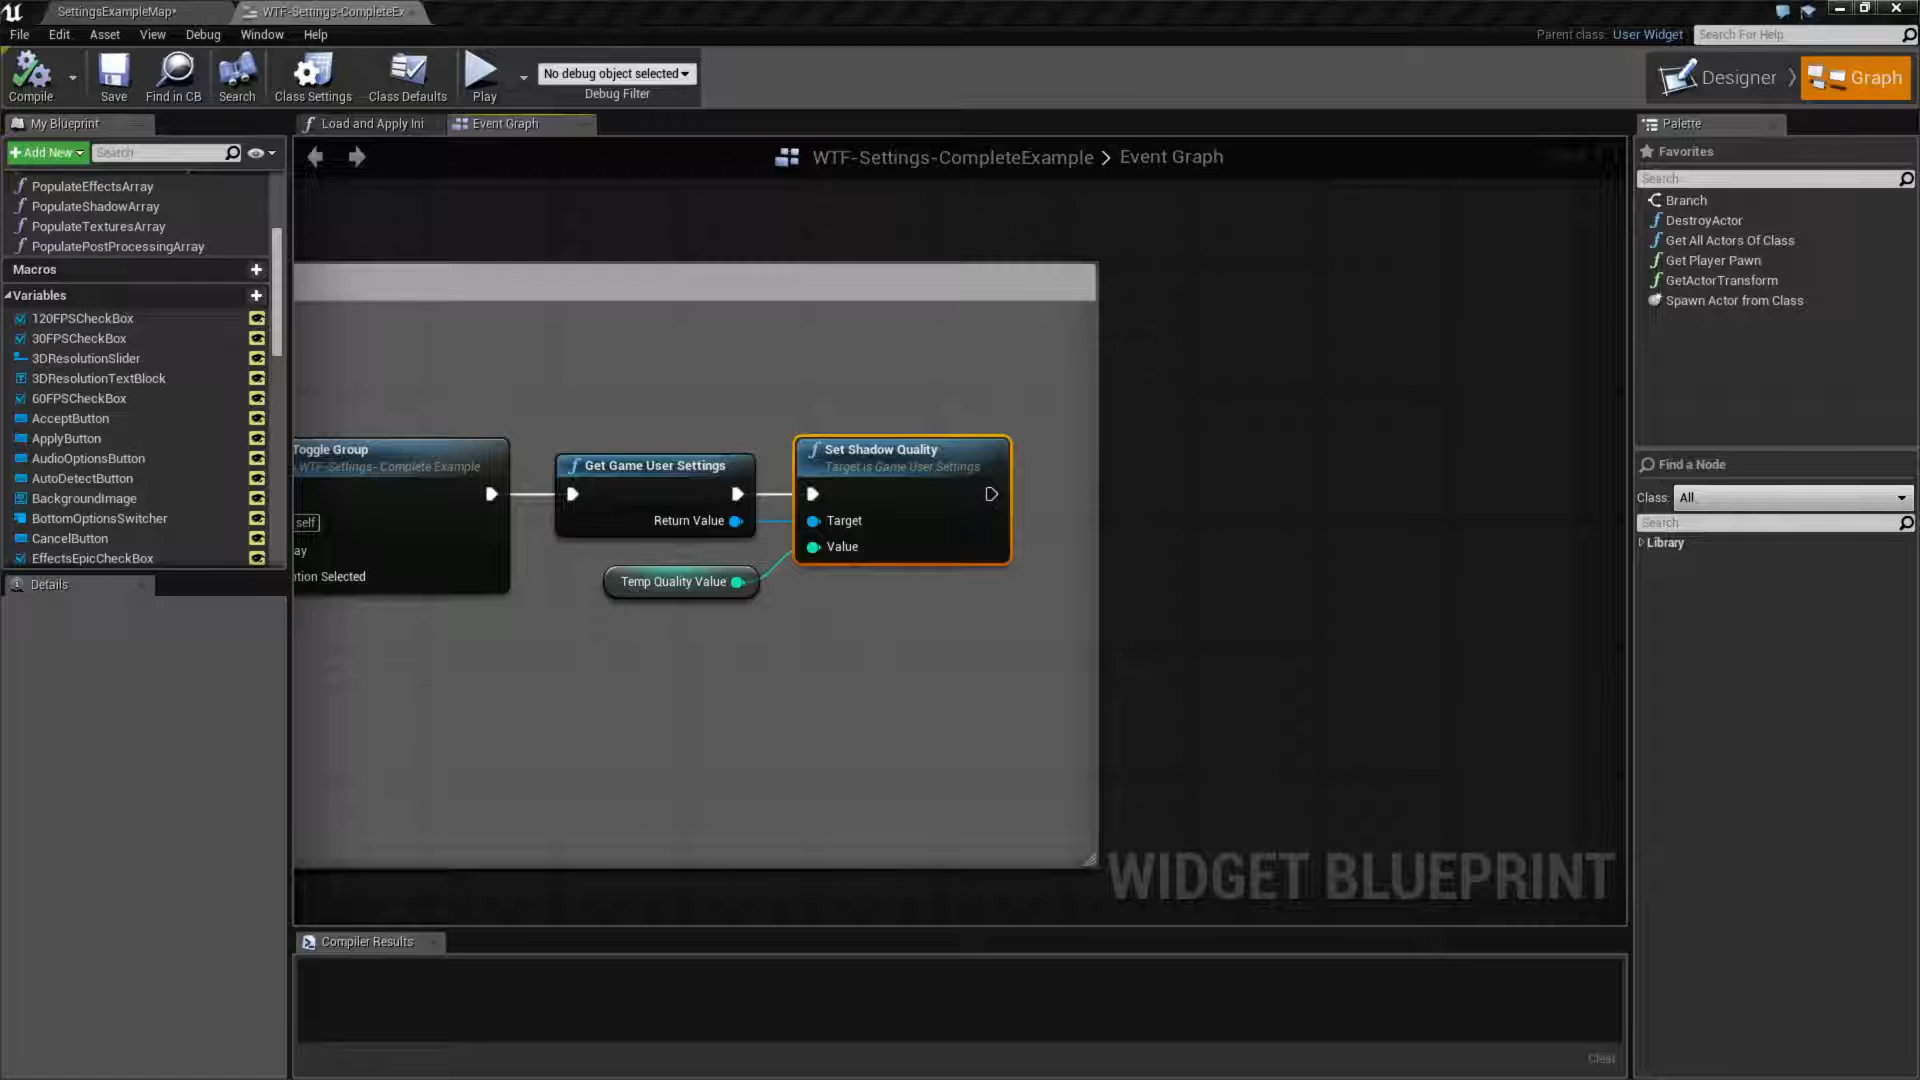 SettingsExampleMap*
WTF-Settings-CompleteEx
File Edit Asset View Debug Window Help
Parent class: User Widget
Search For Help
Compile
Save
Find in CB
Search
Class Settings
Class Defaults
Play
No debug object selected
Debug Filter
Designer
Graph
My Blueprint
Load and Apply Ini
Event Graph
Palette
+Add New
Search
WTF-Settings-CompleteExample > Event Graph
PopulateEffectsArray
PopulateShadowArray
PopulateTexturesArray
PopulatePostProcessingArray
Macros
Variables
120FPSCheckBox
30FPSCheckBox
3DResolutionSlider
3DResolutionTextBlock
60FPSCheckBox
AcceptButton
ApplyButton
AudioOptionsButton
AutoDetectButton
BackgroundImage
BottomOptionsSwitcher
CancelButton
EffectsEpicCheckBox
Details
Toggle Group
WTF-Settings- Complete Example
self
ay
tion Selected
Get Game User Settings
Return Value
Temp Quality Value
Set Shadow Quality
Target is Game User Settings
Target
Value
WIDGET BLUEPRINT
Compiler Results
Clear
Favorites
Search
Branch
DestroyActor
Get All Actors Of Class
Get Player Pawn
GetActorTransform
Spawn Actor from Class
Find a Node
Class: All
Search
Library